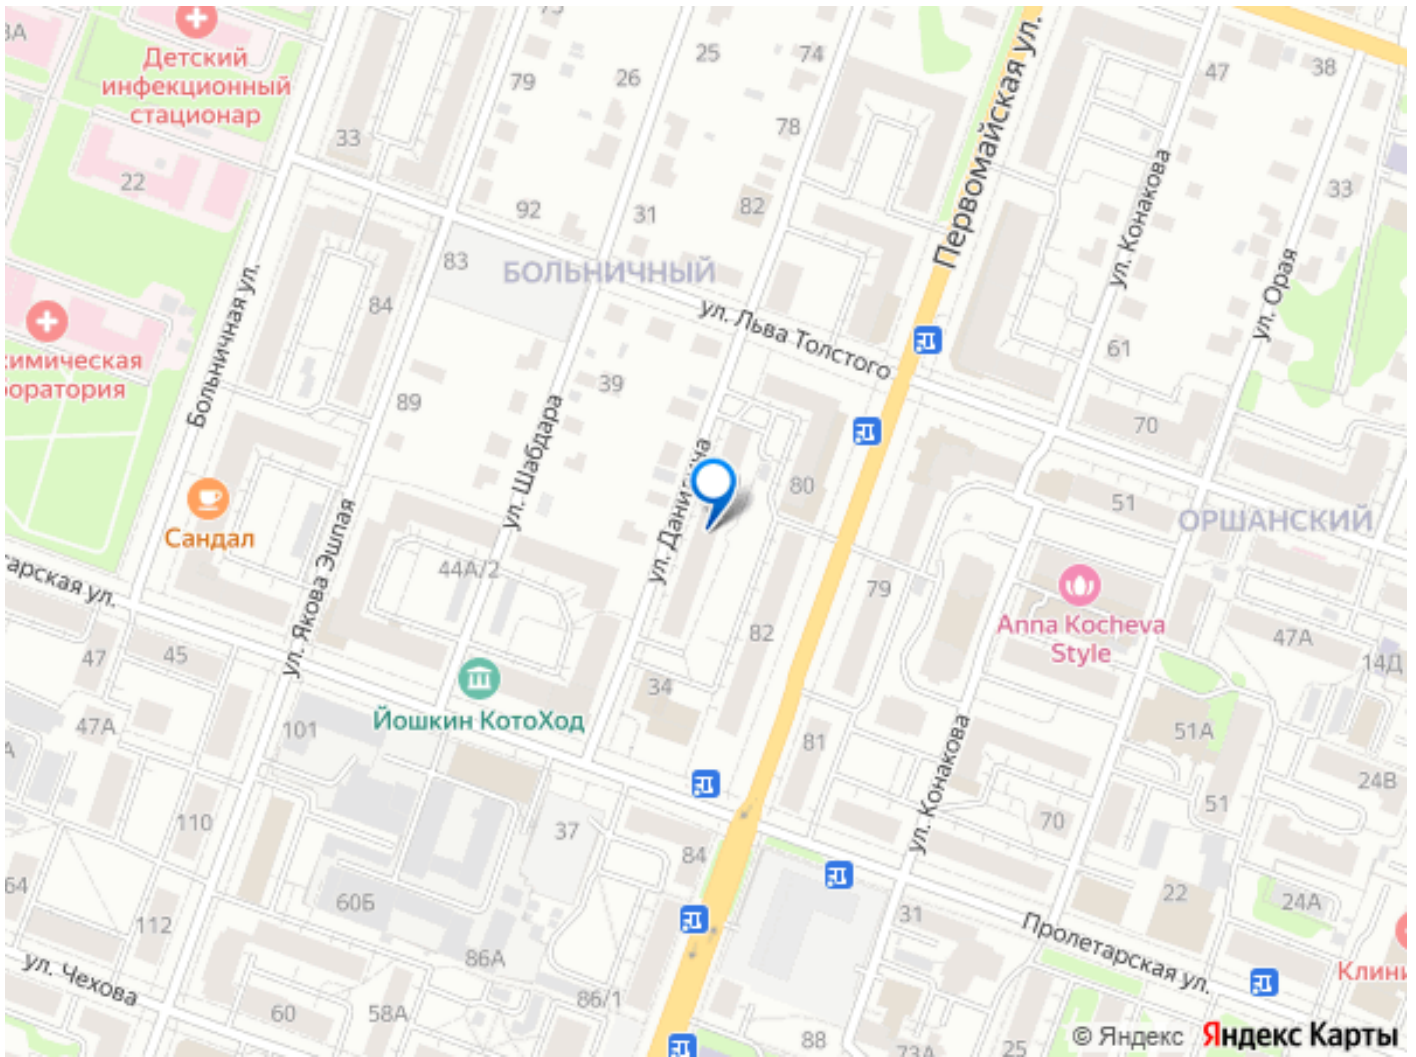 3А
Детский
инфекционный
стационар
79
26
25
74
Первомайская ул.
47
38
33
78
22
ул. Конакова
33
92
31
82
83
БОЛЬНИЧНЫЙ
ул. Орая
84
ул. Льва Толстого
Больничная ул.
61
39
89
70
ул. Шабдара
80
51
ОРШАНСКИЙ
Сандал
ул. Якова Эшпая
44А/2
79
Anna Kocheva
Style
82
47А
14Д
47
45
34
Йошкин КотоХод
47А
101
81
51А
ул. Конакова
24В
51
110
37
70
84
64
60Б
22
24А
112
31
Пролетарская ул.
86А
ул. Чехова
86/1
60
58А
88
73А
25
© Яндекс
Яндекс Карты